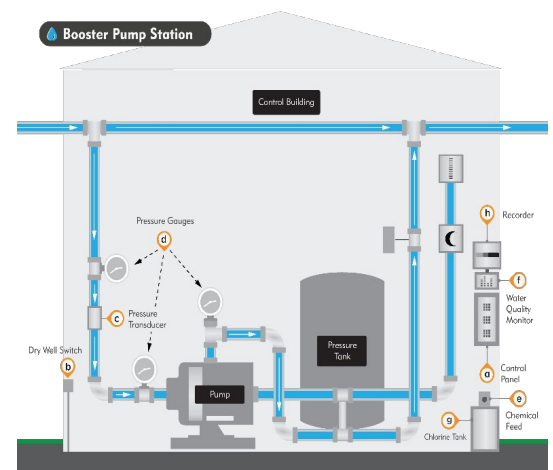 Booster Pump Station
Control Building
Pressure Gauges
d
h
Recorder
f
Water
Quality
Monitor
c
Pressure
Transducer
Dry Well Switch
b
Pressure
Tank
Pump
a
Control
Panel
e
Chemical
Feed
g
Chlorine Tank